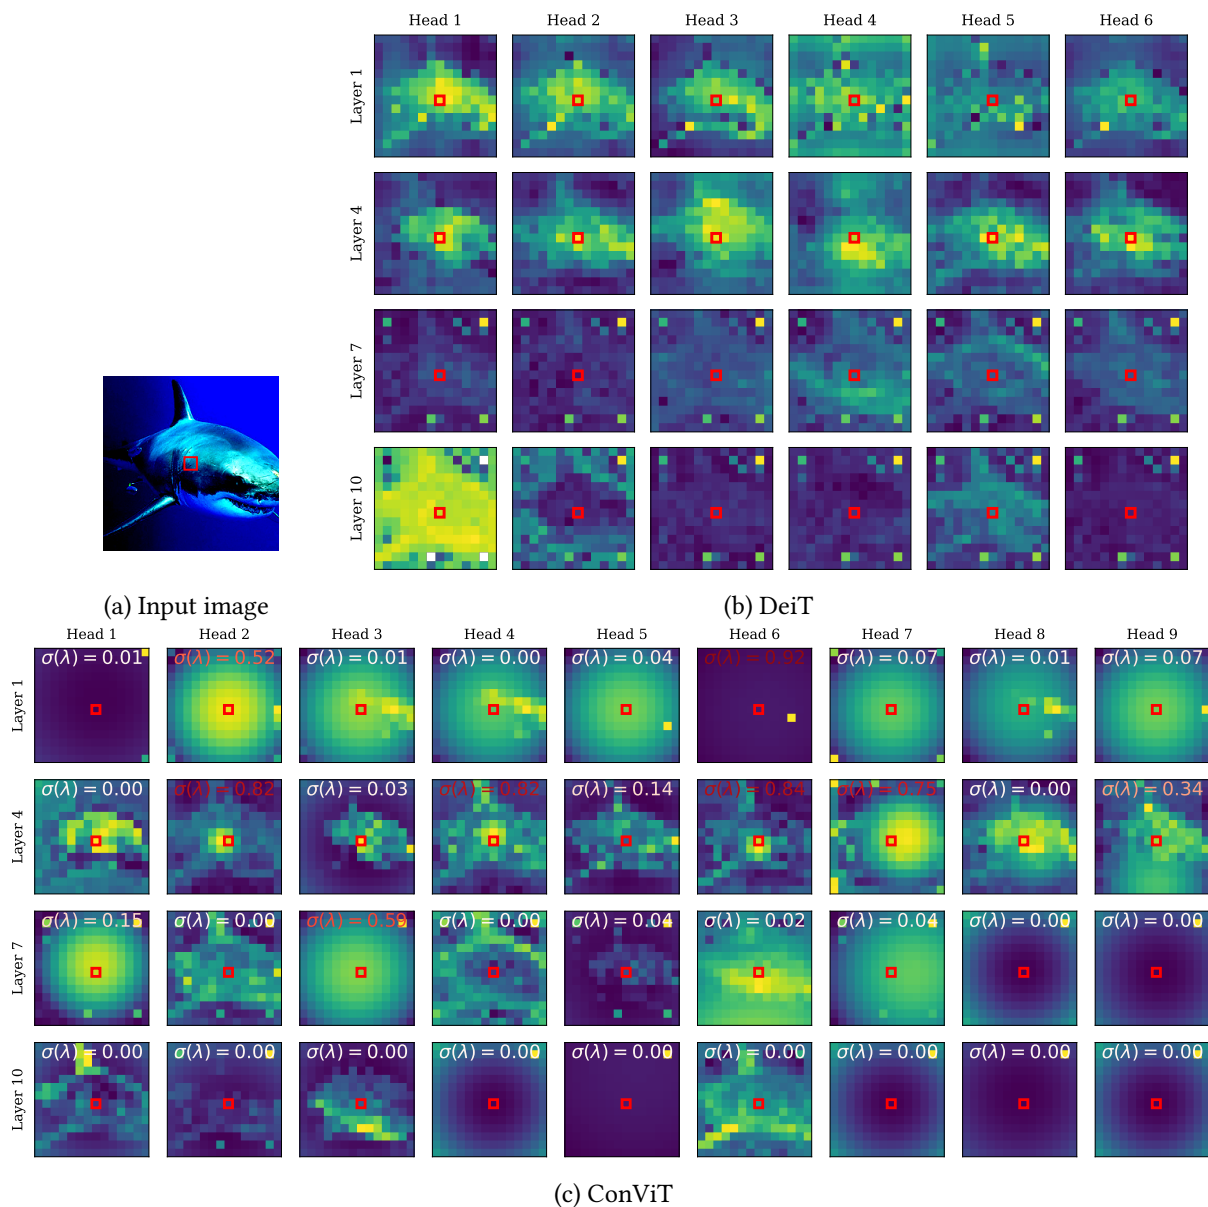 Head 1 Head 2 Head 3 Head 4 Head 5 Head 6
Layer 1
Layer 4
Layer 7
Layer 10
(a) Input image
(b) DeiT
Head 1 Head 2 Head 3 Head 4 Head 5 Head 6 Head 7 Head 8 Head 9
Layer 1
σ(λ) = 0.01 σ(λ) = 0.52 σ(λ) = 0.01 σ(λ) = 0.00 σ(λ) = 0.04 σ(λ) = 0.92 σ(λ) = 0.07 σ(λ) = 0.01 σ(λ) = 0.07
Layer 4
σ(λ) = 0.00 σ(λ) = 0.82 σ(λ) = 0.03 σ(λ) = 0.82 σ(λ) = 0.14 σ(λ) = 0.84 σ(λ) = 0.75 σ(λ) = 0.00 σ(λ) = 0.34
Layer 7
σ(λ) = 0.15 σ(λ) = 0.00 σ(λ) = 0.59 σ(λ) = 0.00 σ(λ) = 0.04 σ(λ) = 0.02 σ(λ) = 0.04 σ(λ) = 0.00 σ(λ) = 0.00
Layer 10
σ(λ) = 0.00 σ(λ) = 0.00 σ(λ) = 0.00 σ(λ) = 0.00 σ(λ) = 0.00 σ(λ) = 0.00 σ(λ) = 0.00 σ(λ) = 0.00 σ(λ) = 0.00
(c) ConViT